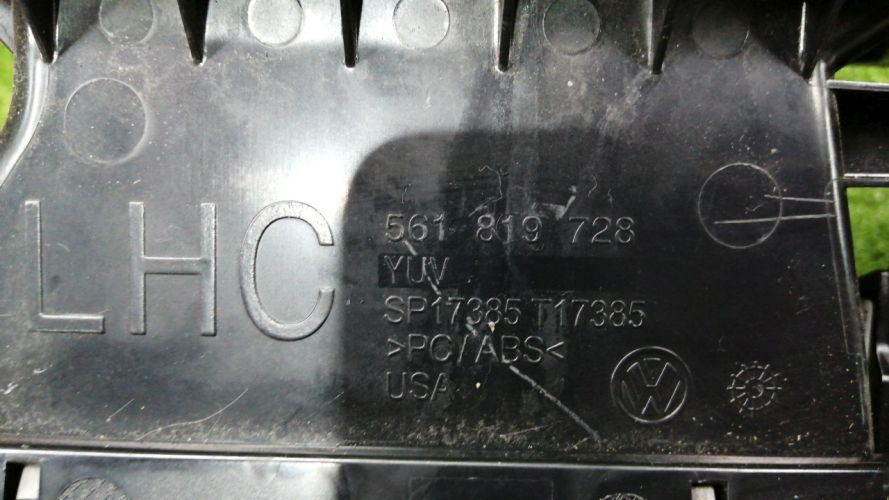 LHC
561 819 728
YUV
SP17385 T17385
>PC/ABS<
USA